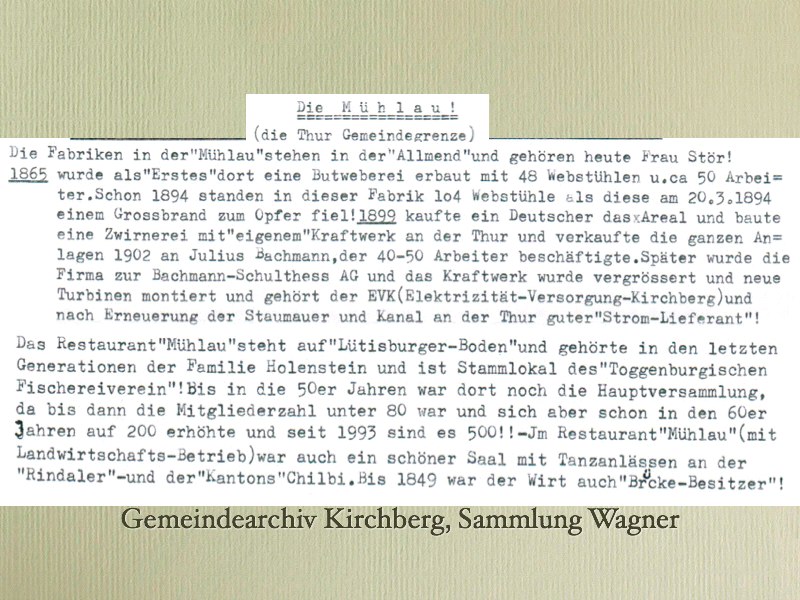 Die M ü h l a u !
(die Thur Gemeindegrenze)
Die Fabriken in der"Mühlau"stehen in der"Allmend"und gehören heute Frau Stör!
1865 wurde als"Erstes"dort eine Butweberei erbaut mit 48 Webstühlen u.ca 50 Arbei=
ter.Schon 1894 standen in dieser Fabrik lo4 Webstühle als diese am 20.3.1894
einem Grossbrand zum Opfer fiel!1899 kaufte ein Deutscher dasxAreal und baute
eine Zwirnerei mit"eigenem"Kraftwerk an der Thur und verkaufte die ganzen An=
lagen 1902 an Julius Bachmann,der 40-50 Arbeiter beschäftigte.Später wurde die
Firma zur Bachmann-Schulthess AG und das Kraftwerk wurde vergrössert und neue
Turbinen montiert und gehört der EVK(Elektrizität-Versorgung-Kirchberg)und
nach Erneuerung der Staumauer und Kanal an der Thur guter"Strom-Lieferant"!
Das Restaurant"Mühlau"steht auf"Lütisburger-Boden"und gehörte in den letzten
Generationen der Familie Holenstein und ist Stammlokal des"Toggenburgischen
Fischereiverein"!Bis in die 50er Jahren war dort noch die Hauptversammlung,
da bis dann die Mitgliederzahl unter 80 war und sich aber schon in den 60er
Jahren auf 200 erhöhte und seit 1993 sind es 500!!-Jm Restaurant"Mühlau"(mit
Landwirtschafts-Betrieb)war auch ein schöner Saal mit Tanzanlässen an der
"Rindaler"-und der"Kantons"Chilbi.Bis 1849 war der Wirt auch"Brücke-Besitzer"!
Gemeindearchiv Kirchberg, Sammlung Wagner